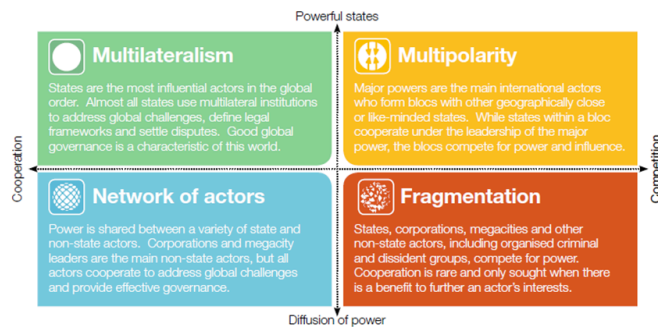 Powerful states
Multilateralism
States are the most influential actors in the global
order. Almost all states use multilateral institutions
to address global challenges, define legal
frameworks and settle disputes. Good global
governance is a characteristic of this world.
Multipolarity
Major powers are the main international actors
who form blocs with other geographically close
or like-minded states. While states within a bloc
cooperate under the leadership of the major
power, the blocs compete for power and influence.
Cooperation
Competition
Network of actors
Power is shared between a variety of state and
non-state actors. Corporations and megacity
leaders are the main non-state actors, but all
actors cooperate to address global challenges
and provide effective governance.
Fragmentation
States, corporations, megacities and other
non-state actors, including organised criminal
and dissident groups, compete for power.
Cooperation is rare and only sought when there
is a benefit to further an actor's interests.
Diffusion of power